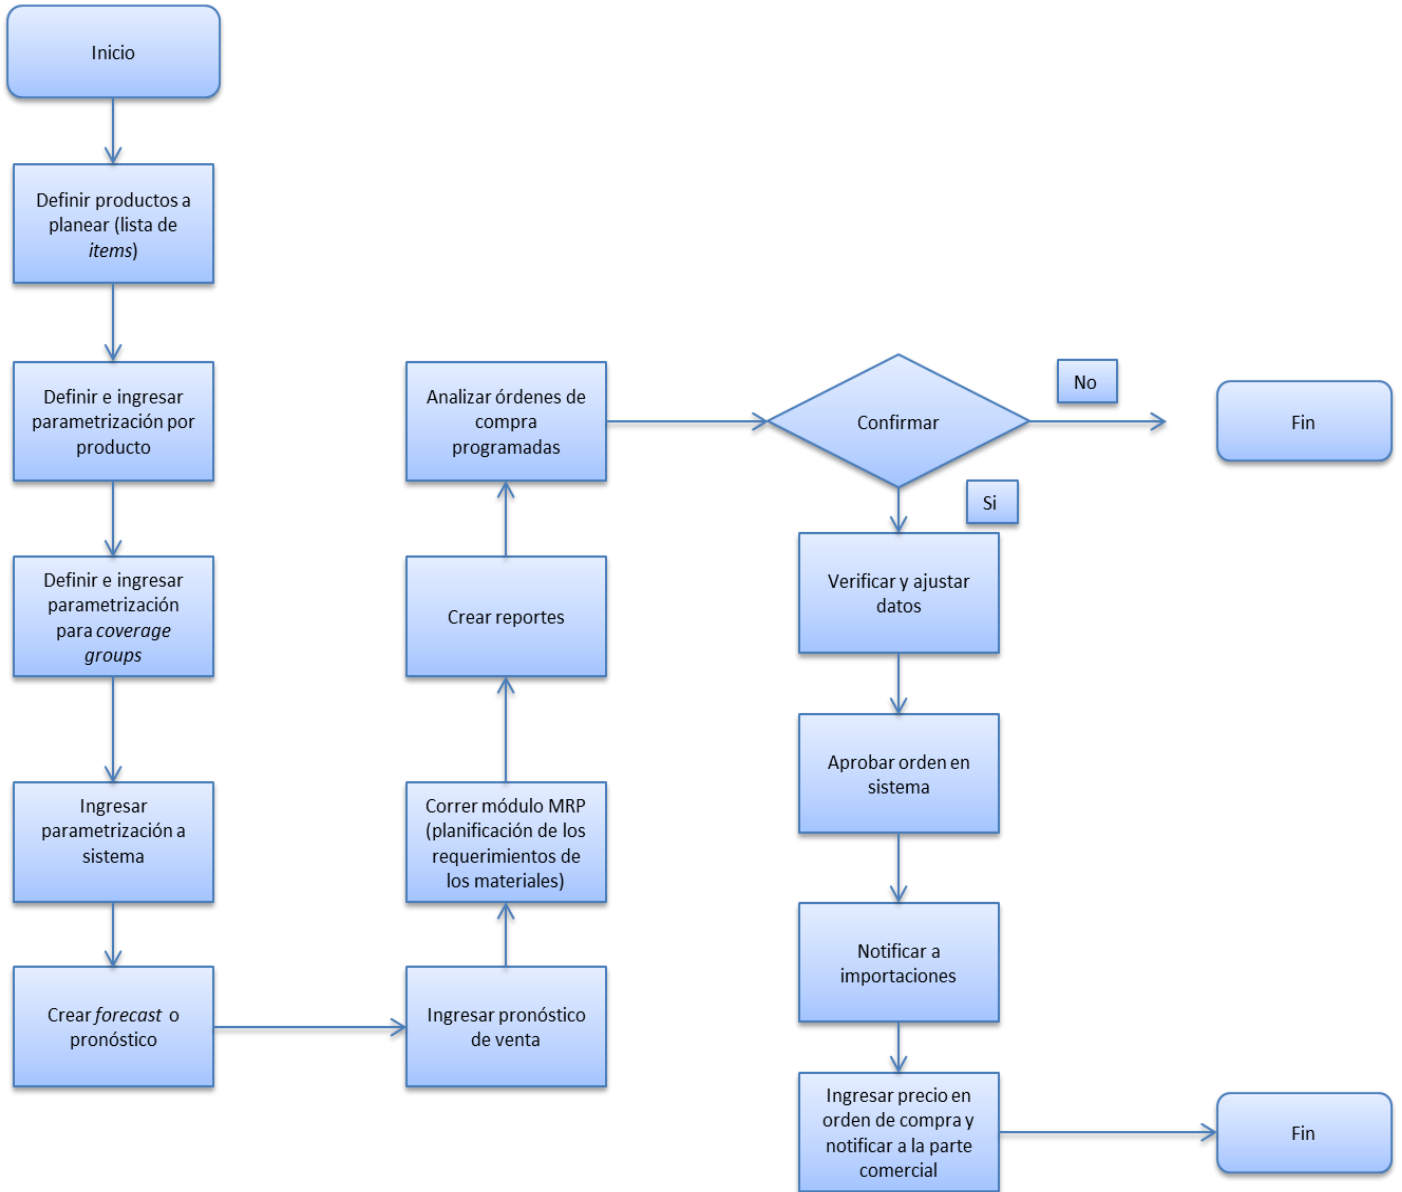 Inicio
Definir productos a
planear (lista de
items)
Definir e ingresar
parametrización por
producto
Definir e ingresar
parametrización
para coverage
groups
Ingresar
parametrización a
sistema
Crear forecast o
pronóstico
Ingresar pronóstico
de venta
Correr módulo MRP
(planificación de los
requerimientos de
los materiales)
Crear reportes
Analizar órdenes de
compra
programadas
Confirmar
No
Fin
Si
Verificar y ajustar
datos
Aprobar orden en
sistema
Notificar a
importaciones
Ingresar precio en
orden de compra y
notificar a la parte
comercial
Fin